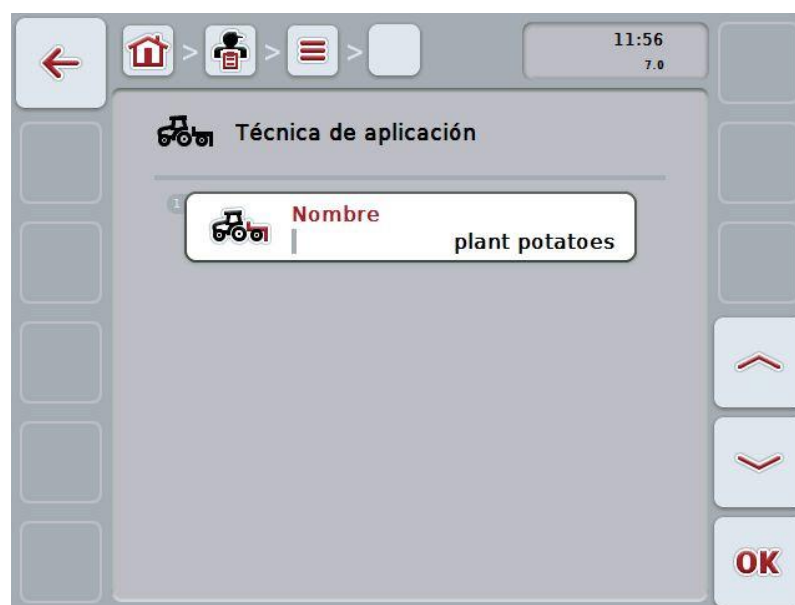 11:56
7.0
Técnica de aplicación
1
Nombre
plant potatoes
OK